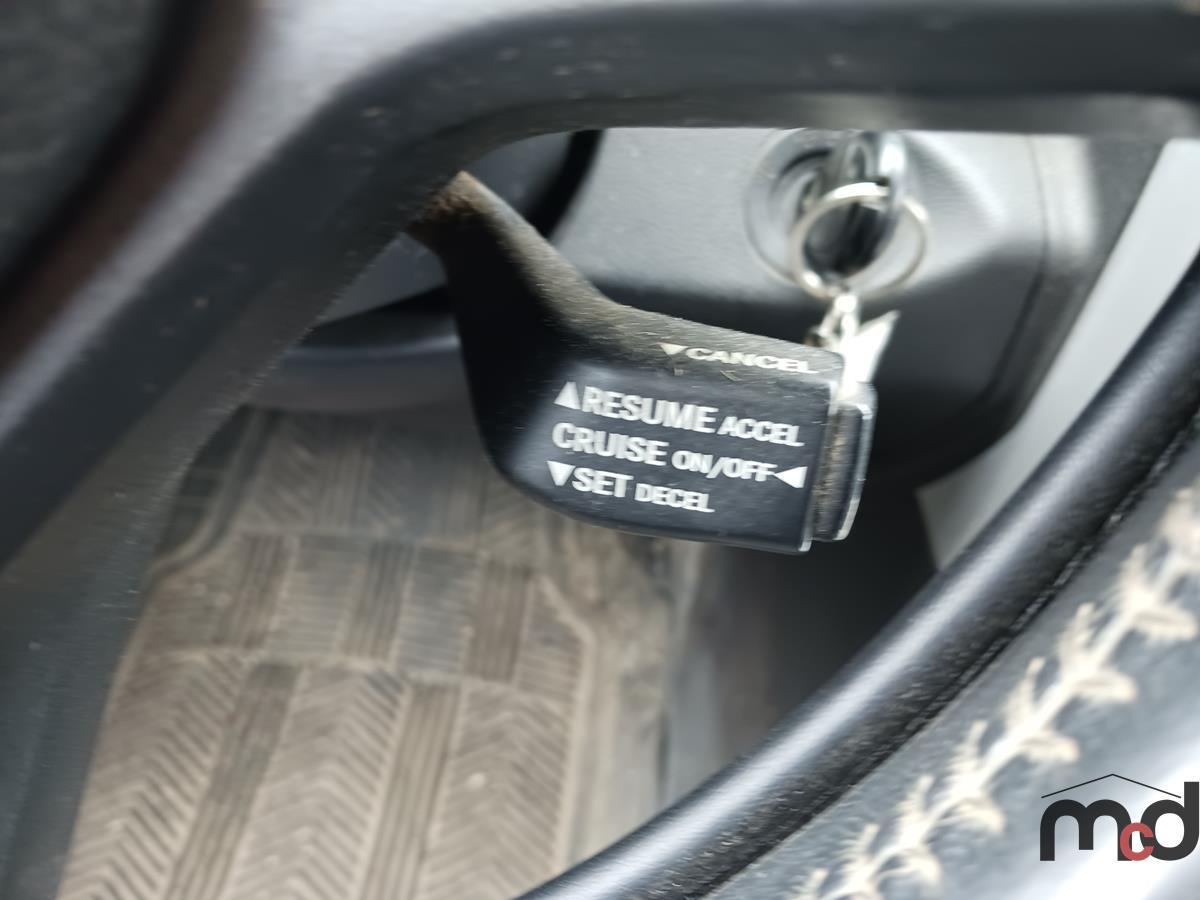 ▼CANCEL
▲RESUME ACCEL
CRUISE ON/OFF◀
▼SET DECEL
mcd